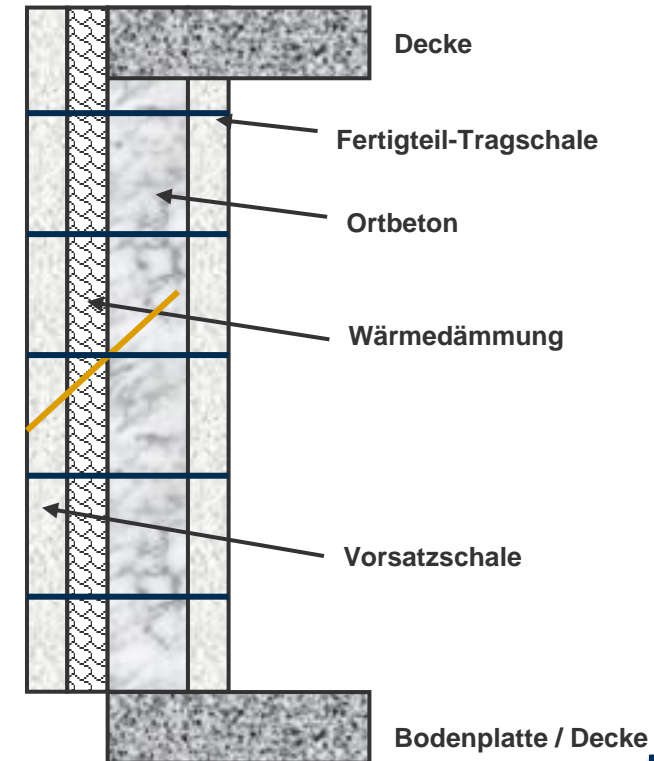 Decke
Fertigteil-Tragschale
Ortbeton
Wärmedämmung
Vorsatzschale
Bodenplatte / Decke